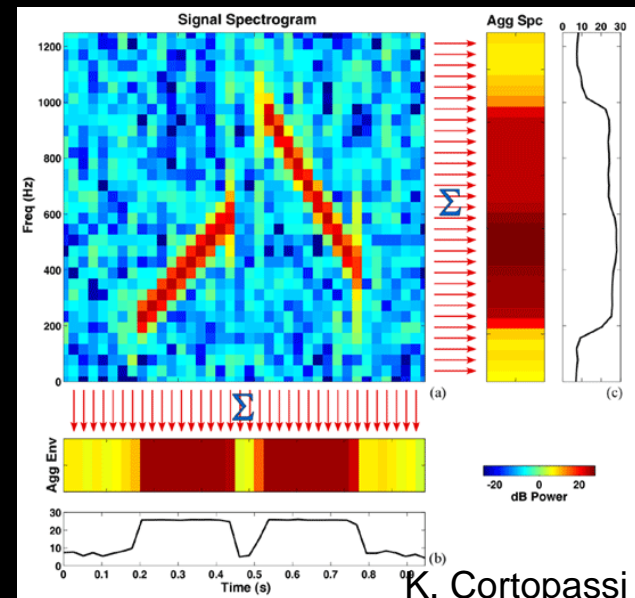 Signal Spectrogram
Agg Spc
0 10 20 30
1200
1000
800
600
400
200
0
Freq (Hz)
Σ
(a)
(c)
Σ
Agg Env
-20 0 20
dB Power
30
20
10
0
(b)
0 0.1 0.2 0.3 0.4 0.5 0.6 0.7 0.8
Time (s)
K. Cortopassi